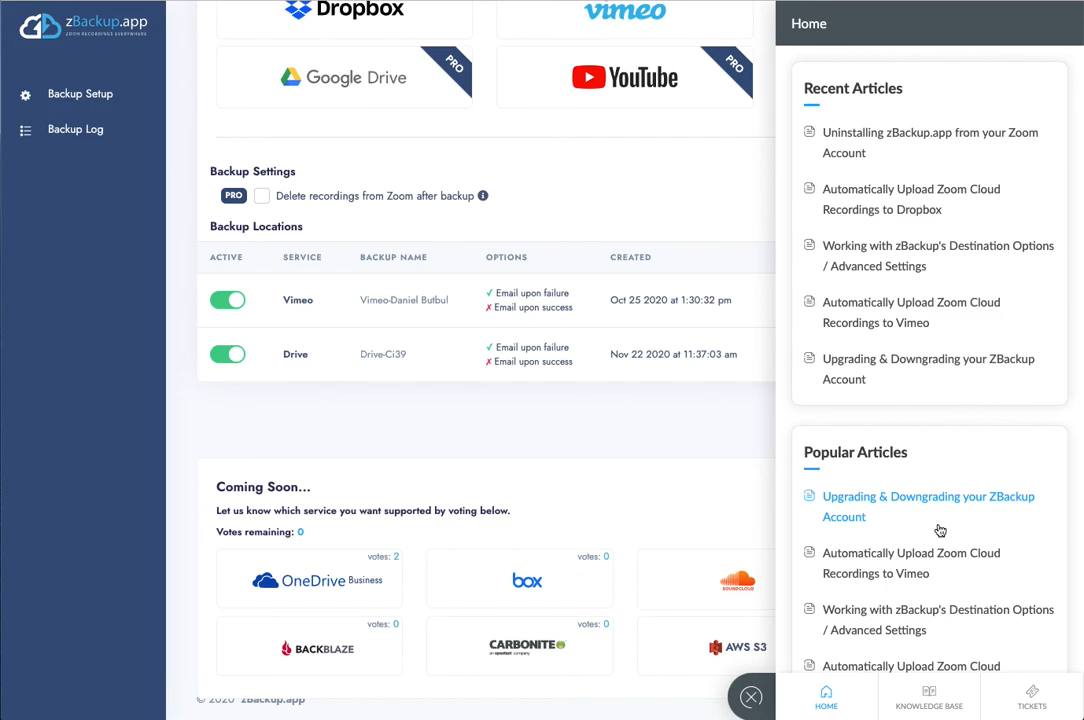 zBackup.app
ZOOM RECORDINGS EVERYWHERE
Backup Setup
Backup Log
Dropbox
vimeo
Google Drive
PRO
YouTube
PRO
Backup Settings
PRO Delete recordings from Zoom after backup
Backup Locations
ACTIVE SERVICE BACKUP NAME OPTIONS CREATED
Vimeo Vimeo-Daniel Butbul ✓ Email upon failure Oct 25 2020 at 1:30:32 pm
✗ Email upon success
Drive Drive-Ci39 ✓ Email upon failure Nov 22 2020 at 11:37:03 am
✗ Email upon success
Coming Soon...
Let us know which service you want supported by voting below.
Votes remaining: 0
votes: 2
OneDrive Business
votes: 0
box
SOUNDCLOUD
votes: 0
BACKBLAZE
votes: 0
CARBONITE
an opentext company
AWS S3
© 2020 zBackup.app
Home
Recent Articles
Uninstalling zBackup.app from your Zoom
Account
Automatically Upload Zoom Cloud
Recordings to Dropbox
Working with zBackup's Destination Options
/ Advanced Settings
Automatically Upload Zoom Cloud
Recordings to Vimeo
Upgrading & Downgrading your ZBackup
Account
Popular Articles
Upgrading & Downgrading your ZBackup
Account
Automatically Upload Zoom Cloud
Recordings to Vimeo
Working with zBackup's Destination Options
/ Advanced Settings
Automatically Upload Zoom Cloud
HOME
KNOWLEDGE BASE
TICKETS